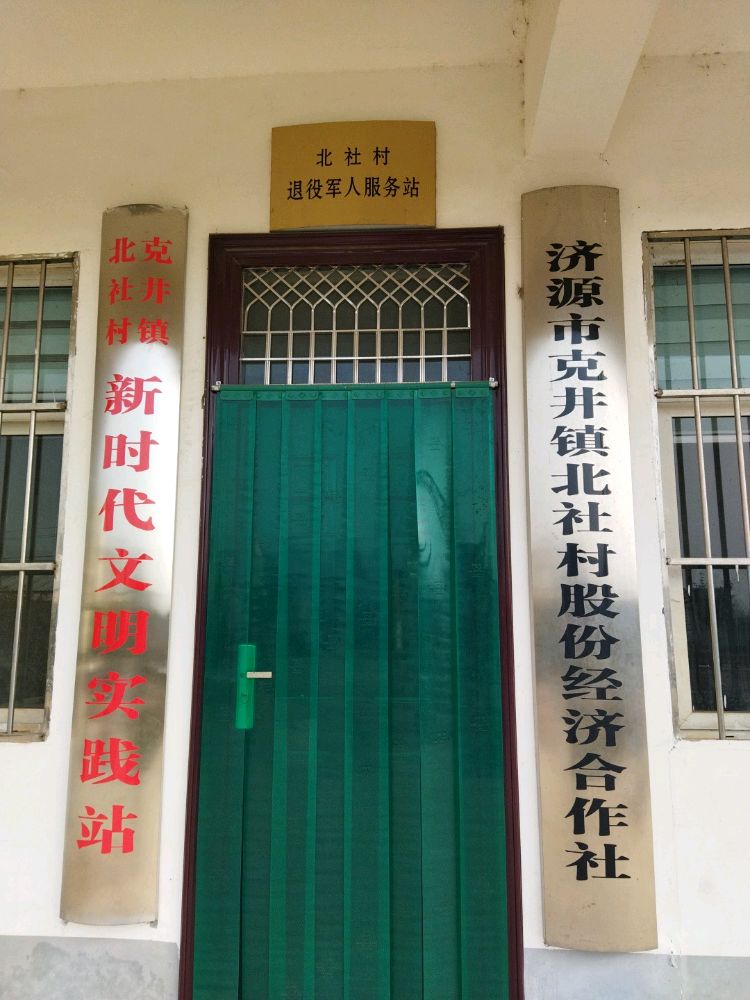 北社村
退役军人服务站
克井镇
北社村
新时代文明实践站
济源市克井镇北社村股份经济合作社